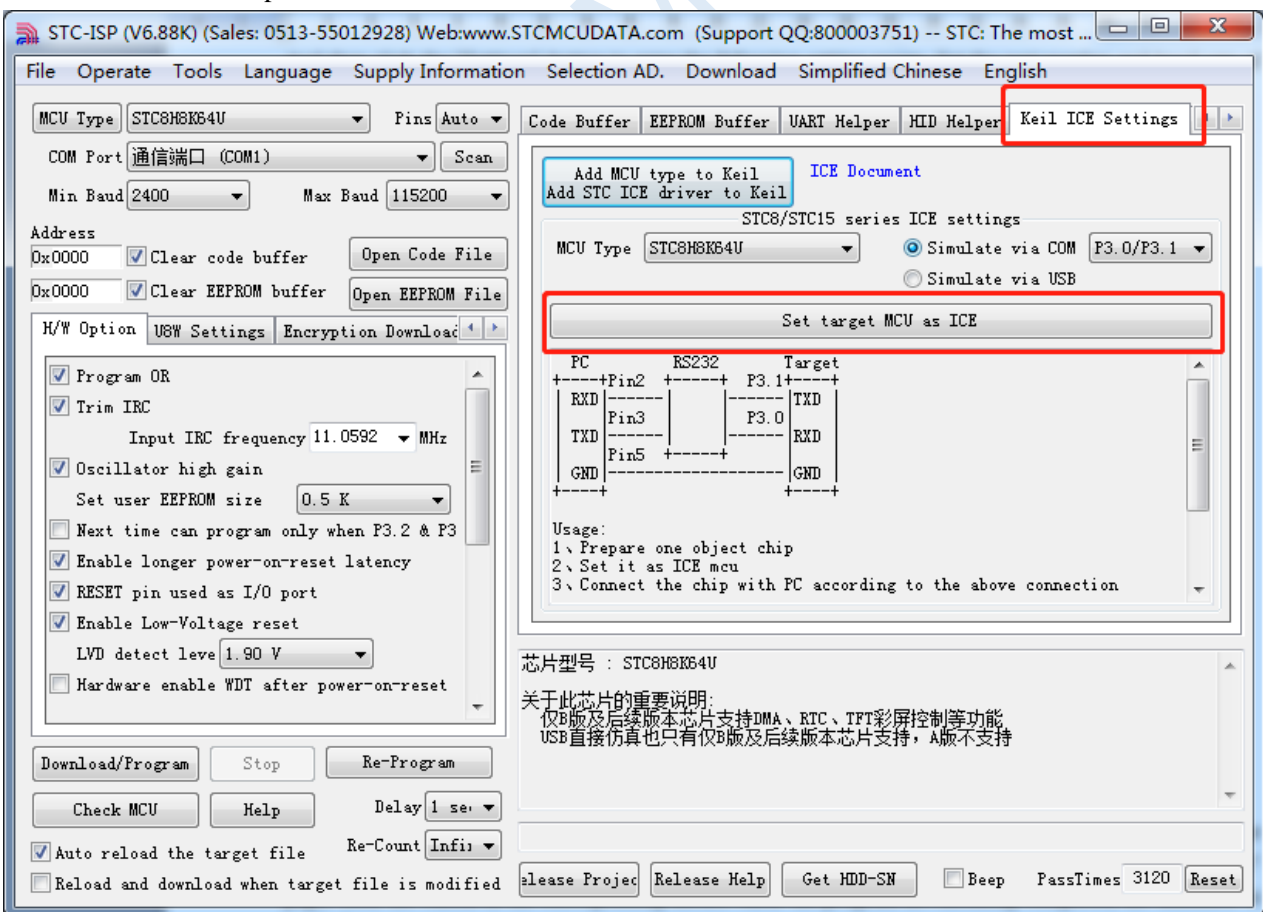 STC-ISP (V6.88K) (Sales: 0513-55012928) Web:www.STCMCUDATA.com (Support QQ:800003751) -- STC: The most ...
File Operate Tools Language Supply Information Selection AD. Download Simplified Chinese English
MCU Type STC8H8K64U Pins Auto
COM Port 通信端口 (COM1) Scan
Min Baud 2400 Max Baud 115200
Address
0x0000 Clear code buffer Open Code File
0x0000 Clear EEPROM buffer Open EEPROM File
H/W Option U8W Settings Encryption Downloac
Program OR
Trim IRC
Input IRC frequency 11.0592 MHz
Oscillator high gain
Set user EEPROM size 0.5 K
Next time can program only when P3.2 & P3
Enable longer power-on-reset latency
RESET pin used as I/O port
Enable Low-Voltage reset
LVD detect leve 1.90 V
Hardware enable WDT after power-on-reset
Download/Program Stop Re-Program
Check MCU Help Delay 1 se
Auto reload the target file Re-Count Infi
Reload and download when target file is modified
Code Buffer EEPROM Buffer UART Helper HID Helper Keil ICE Settings
Add MCU type to Keil
Add STC ICE driver to Keil
ICE Document
STC8/STC15 series ICE settings
MCU Type STC8H8K64U Simulate via COM P3.0/P3.1
Simulate via USB
Set target MCU as ICE
PC RS232 Target
+----+Pin2 +-----+ P3.1+----+
| RXD |------| |------|TXD |
|Pin3 P3.0
| TXD |------| |------|RXD |
|Pin5 +-----+
| GND|------------------|GND |
+----+ +----+
Usage:
1、Prepare one object chip
2、Set it as ICE mcu
3、Connect the chip with PC according to the above connection
芯片型号 : STC8H8K64U
关于此芯片的重要说明:
仅B版及后续版本芯片支持DMA、RTC、TFT彩屏控制等功能
USB直接仿真也只有仅B版及后续版本芯片支持，A版不支持
elease Projec Release Help Get HDD-SN Beep PassTimes 3120 Reset